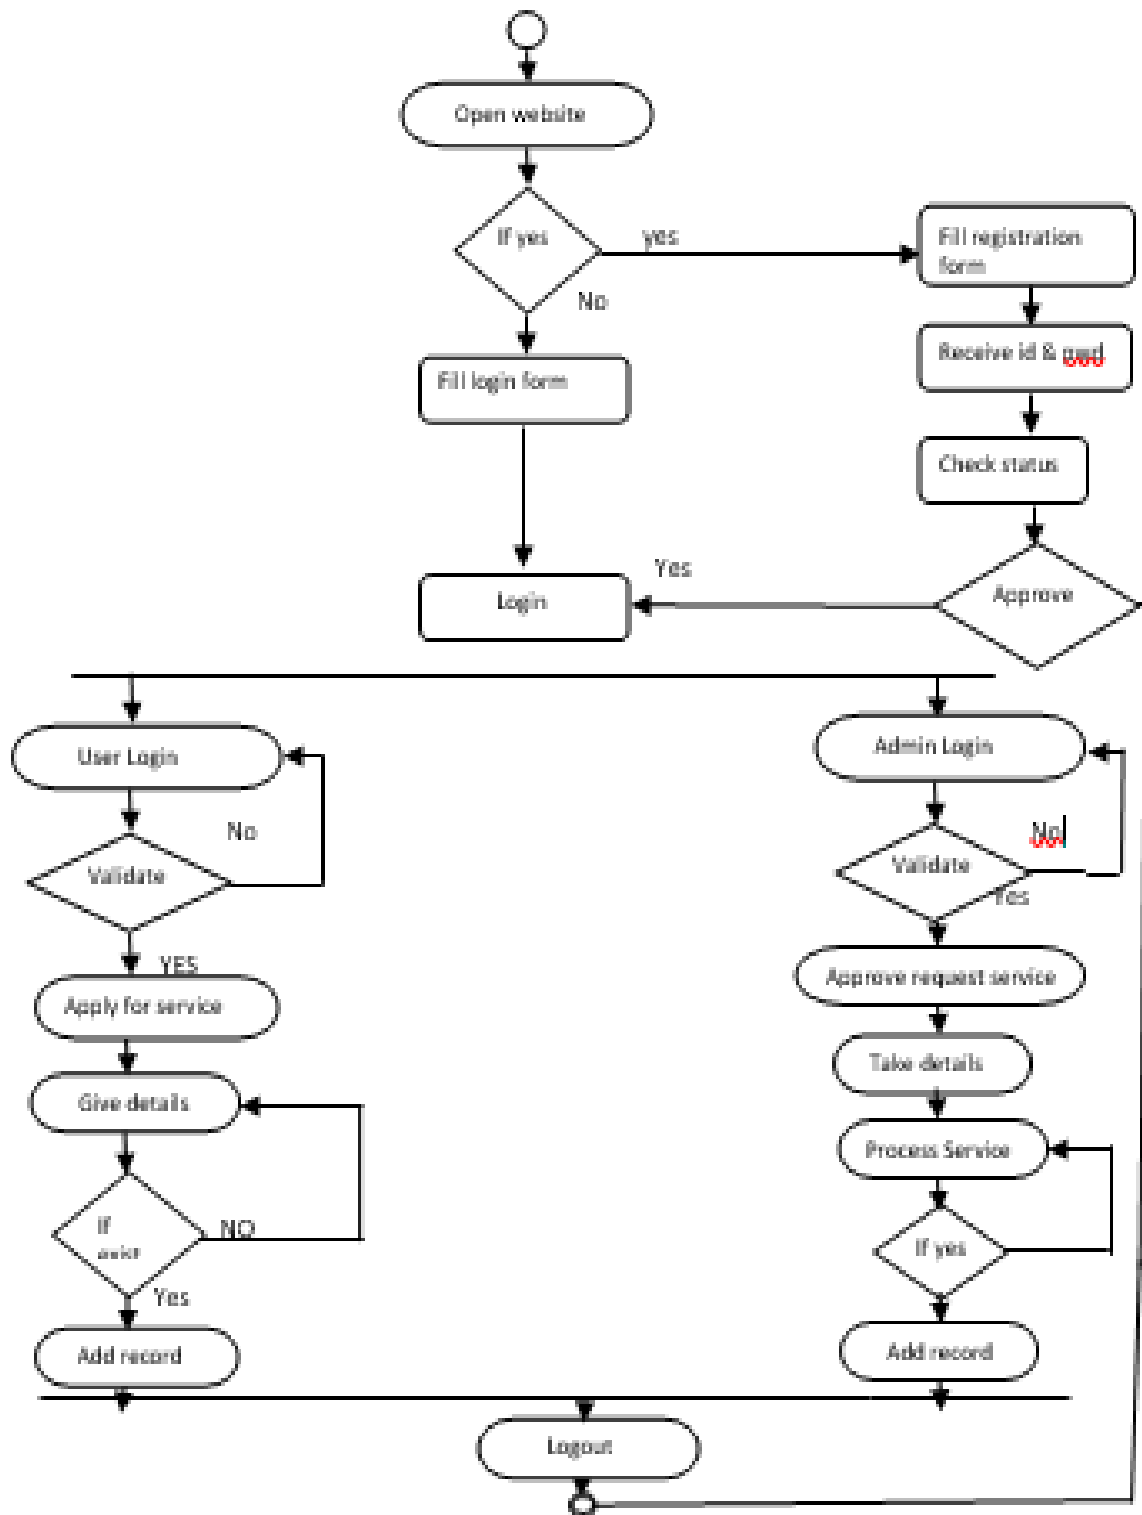 Open website
If yes
yes
No
Fill registration
form
Receive id & pwd
Fill login form
Check status
Yes
Approve
Login
User Login
No
Validate
YES
Apply for service
Give details
If
exist
NO
Yes
Add record
Admin Login
No
Validate
Yes
Approve request service
Take details
Process Service
If yes
Add record
Logout